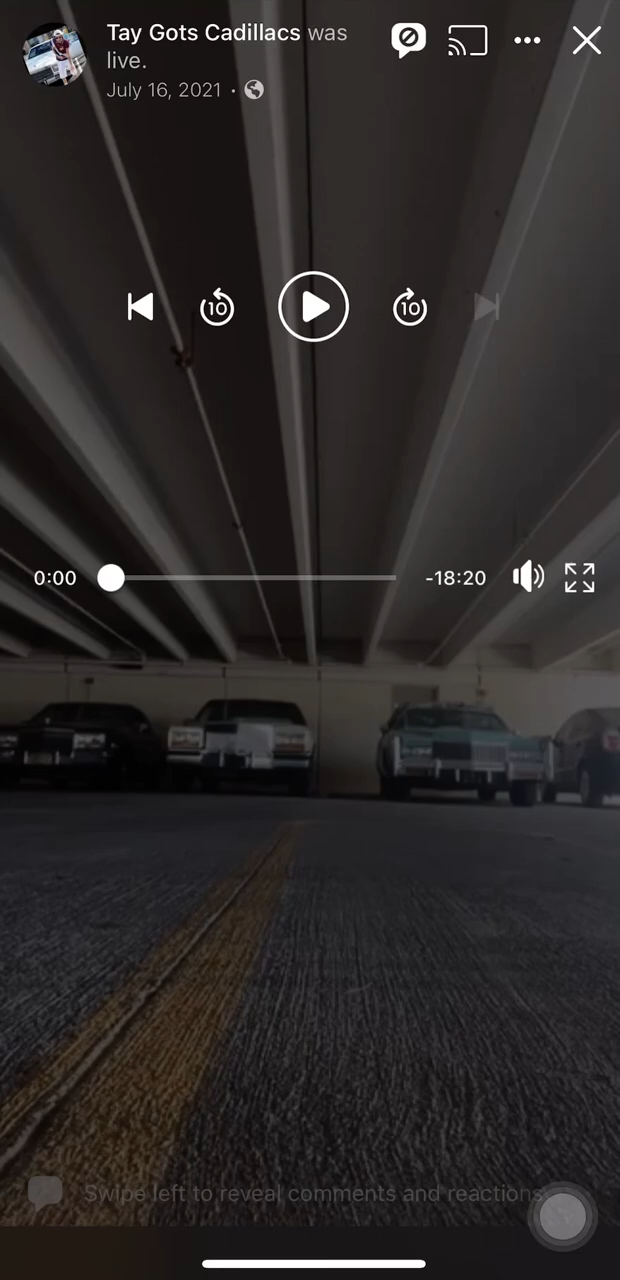 Tay Gots Cadillacs was
live.
July 16, 2021 ·
10
10
0:00
-18:20
Swipe left to reveal comments and reactions